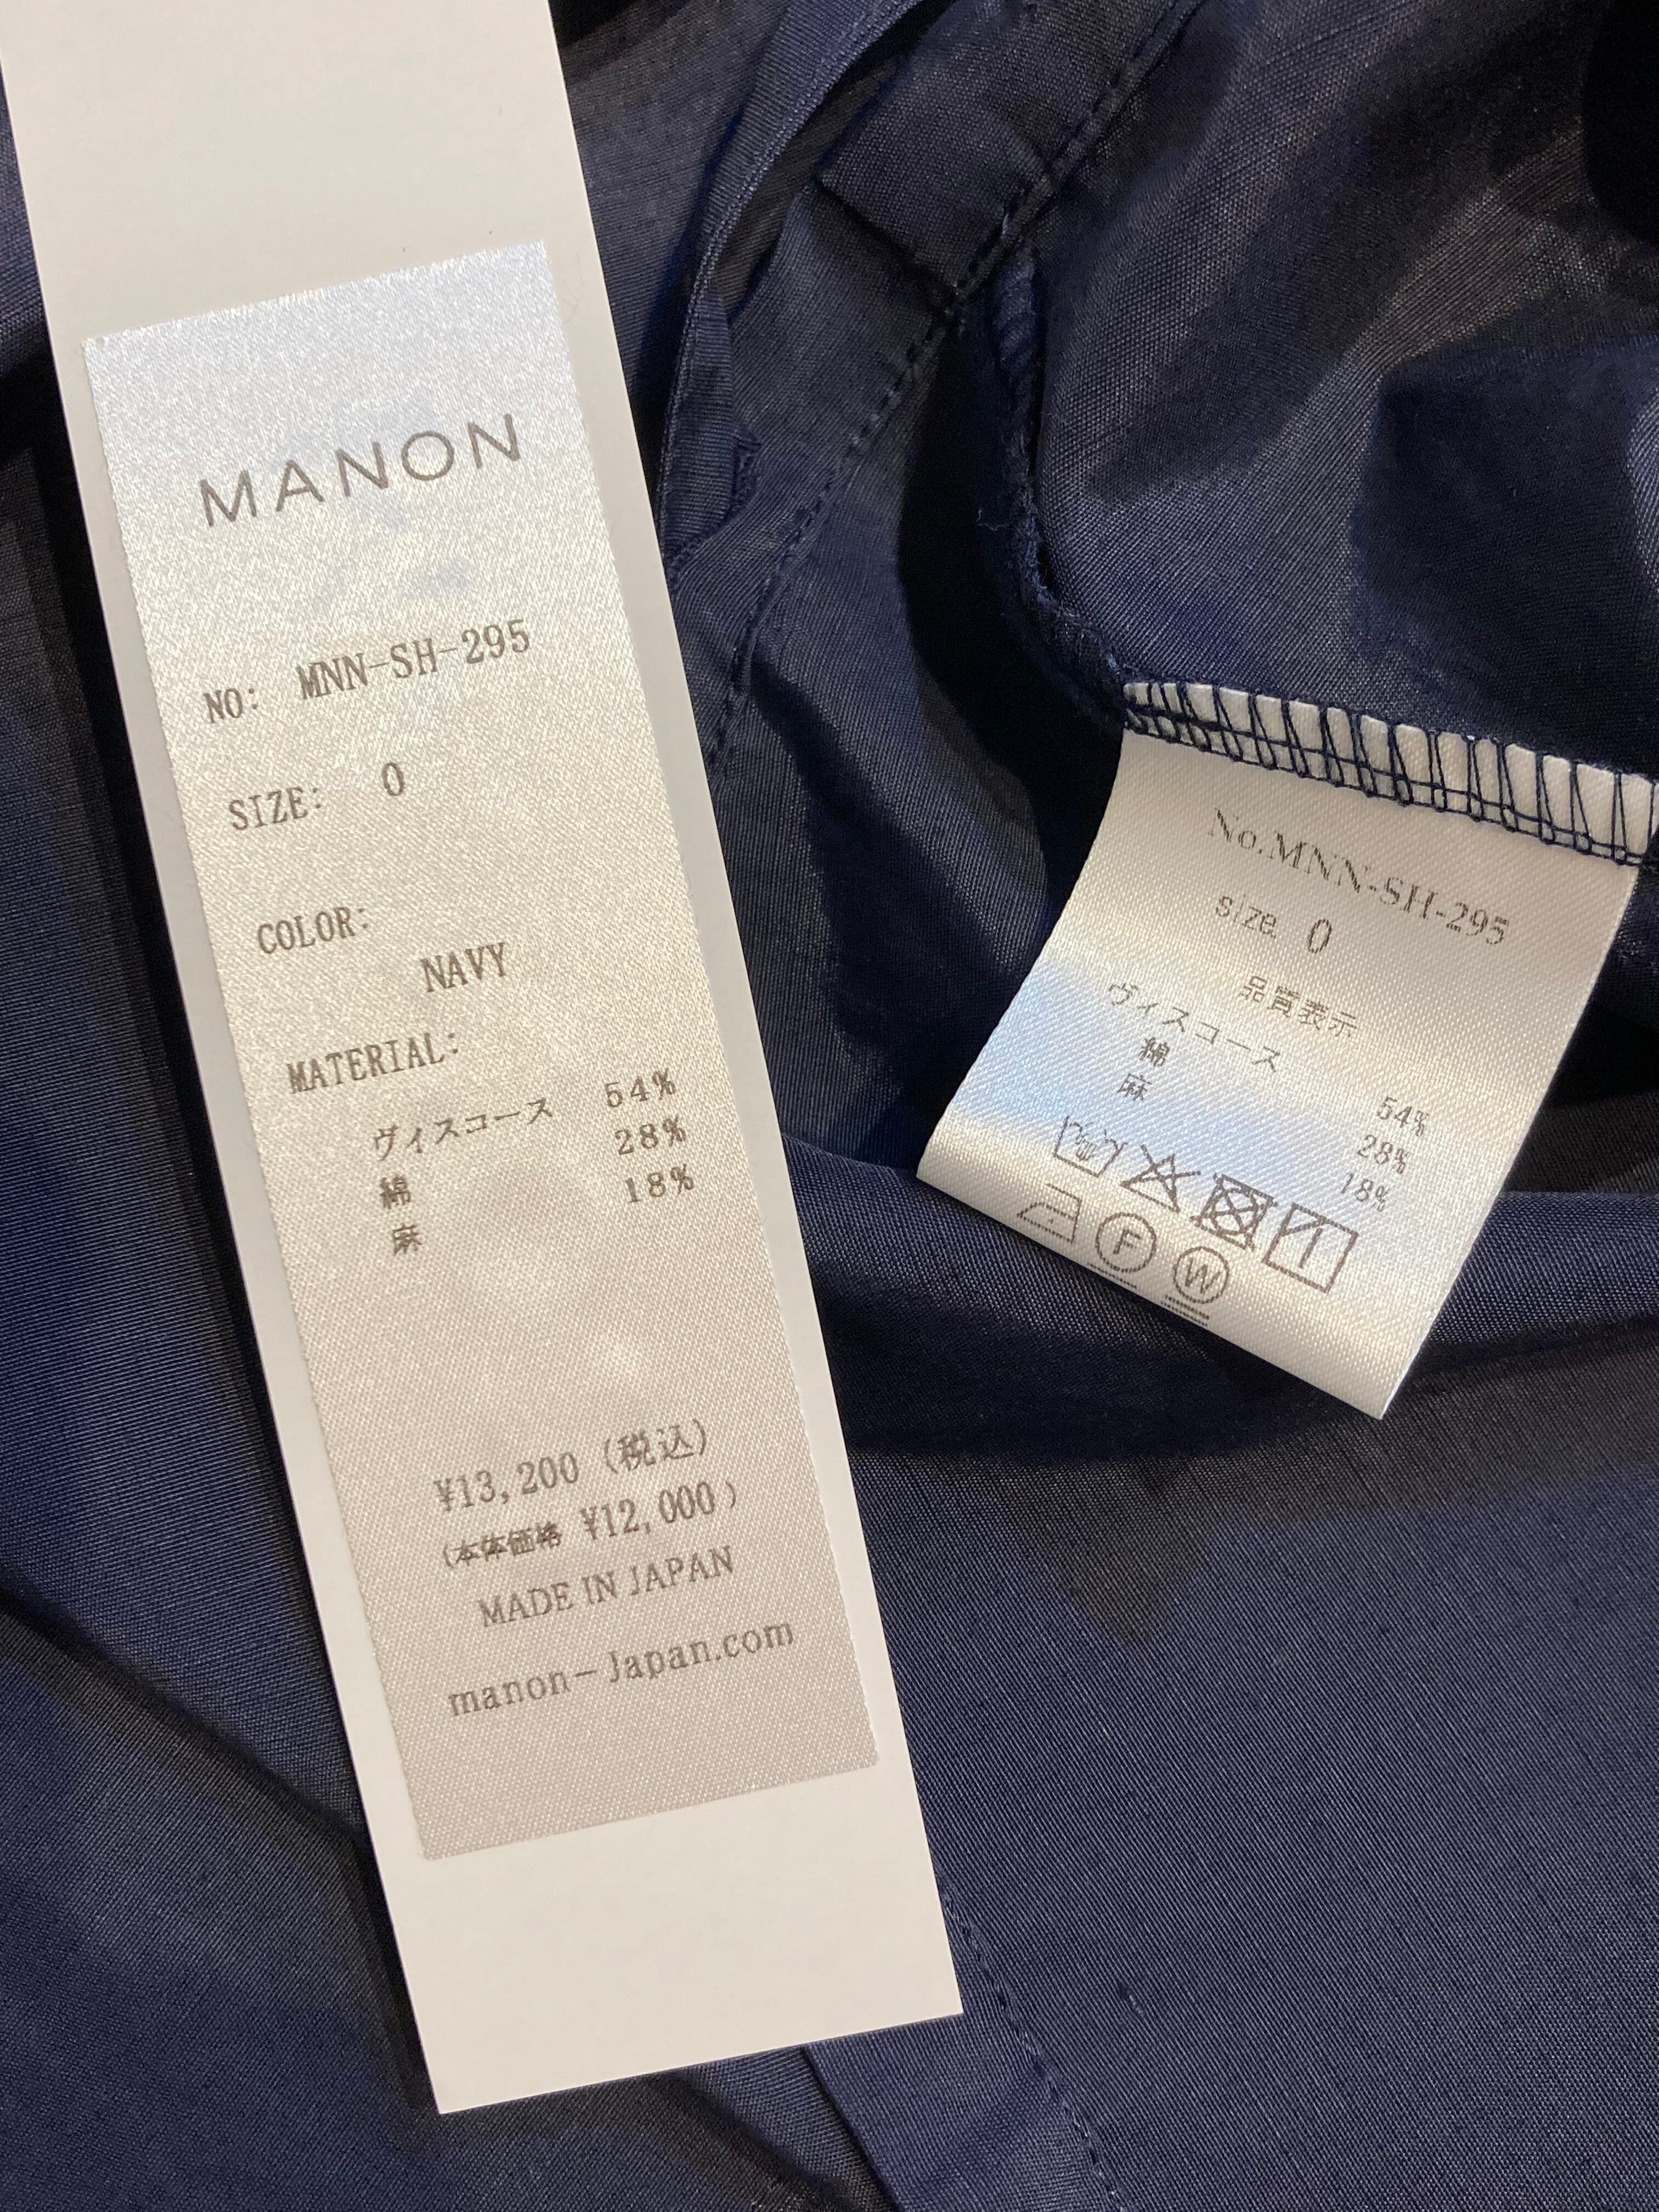 MANON
NO: MNN-SH-295
SIZE: 0
COLOR:
NAVY
MATERIAL:
ヴィスコース 54%
綿 28%
麻 18%
¥13,200 (税込)
(本体価格 ¥12,000)
MADE IN JAPAN
manon-Japan.com
No.MNN-SH-295
size 0
品質表示
ヴィスコース 54%
綿 28%
麻 18%
F W